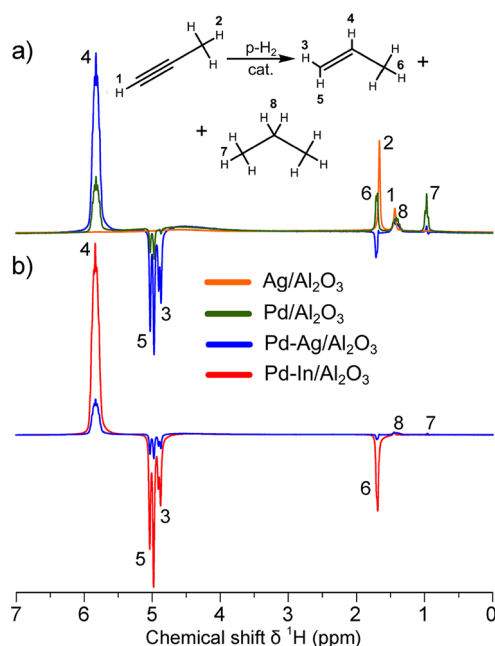 a)
1
H
2
H
H
H
p-H₂
cat.
3
H
4
H
H
5
H
6
H
H
+
+
7
H
H
H
8
H
H
H
H
H
4
5
3
6
2
1
8
7
b)
4
Ag/Al₂O₃
Pd/Al₂O₃
Pd-Ag/Al₂O₃
Pd-In/Al₂O₃
5
3
6
8
7
7 6 5 4 3 2 1 0
Chemical shift δ ¹H (ppm)